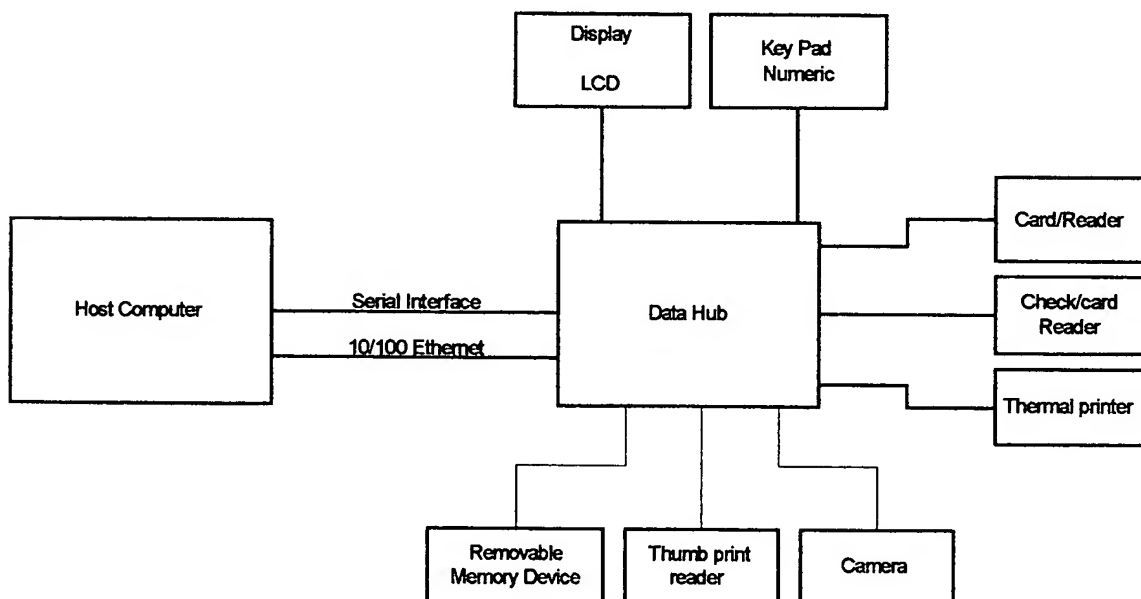 Display
LCD
Key Pad
Numeric
Card/Reader
Host Computer
Serial Interface
10/100 Ethernet
Data Hub
Check/card
Reader
Thermal printer
Removable
Memory Device
Thumb print
reader
Camera